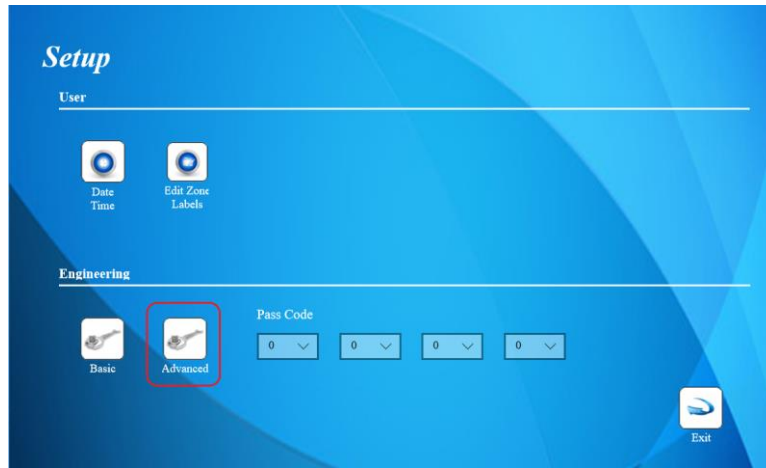 Setup
User
Date
Time
Edit Zone
Labels
Engineering
Basic
Advanced
Pass Code
0 0 0 0
Exit